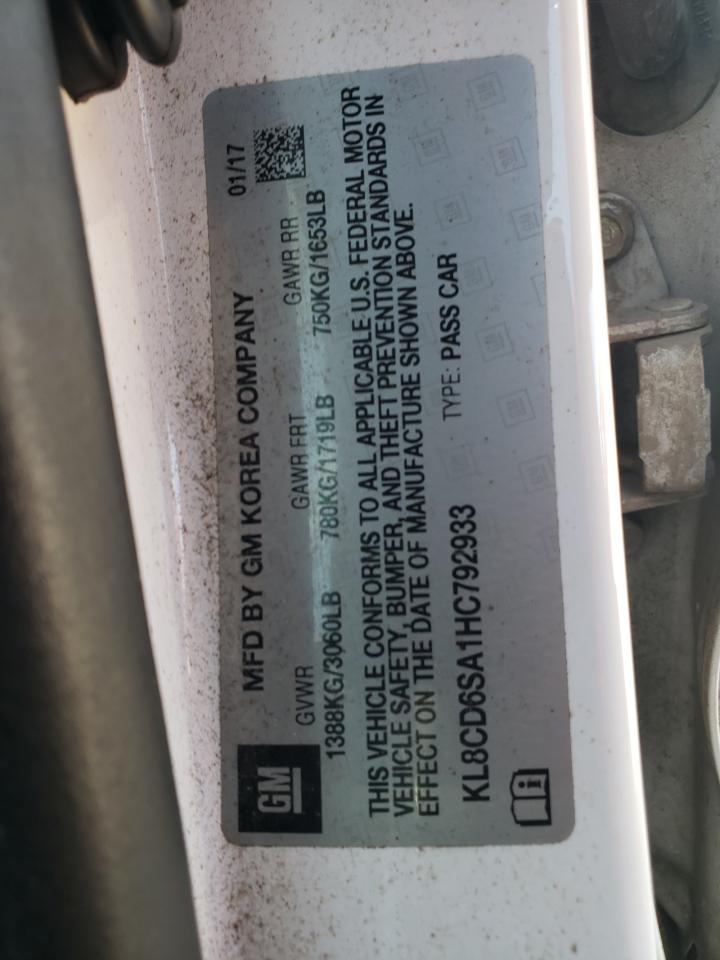 GM
MFD BY GM KOREA COMPANY 01/17
GVWR GAWR FRT GAWR RR
1388KG/3060LB 780KG/1719LB 750KG/1653LB
THIS VEHICLE CONFORMS TO ALL APPLICABLE U.S. FEDERAL MOTOR
VEHICLE SAFETY, BUMPER, AND THEFT PREVENTION STANDARDS IN
EFFECT ON THE DATE OF MANUFACTURE SHOWN ABOVE.
KL8CD6SA1HC792933 TYPE: PASS CAR